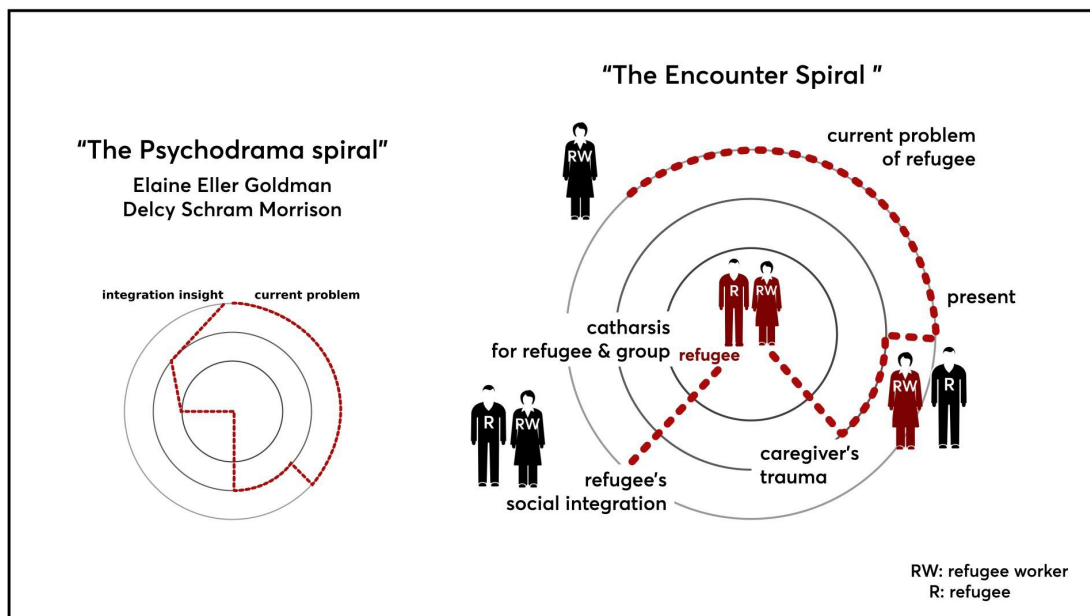 “The Psychodrama spiral”
Elaine Eller Goldman
Delcy Schram Morrison
integration insight
current problem
“The Encounter Spiral ”
RW
current problem
of refugee
present
R
RW
catharsis
for refugee & group
refugee
RW
R
R
RW
caregiver's
trauma
refugee's
social integration
RW: refugee worker
R: refugee